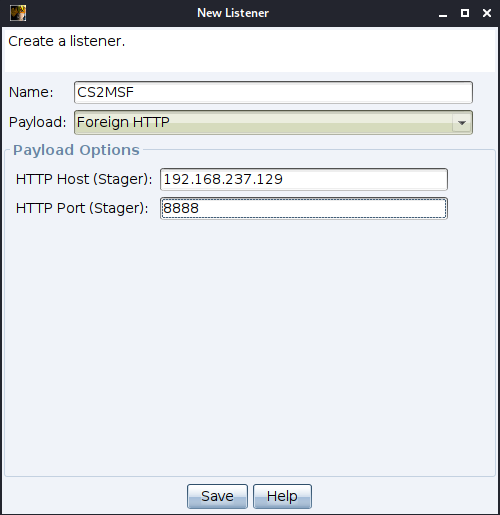 New Listener
Create a listener.
Name: CS2MSF
Payload: Foreign HTTP
Payload Options
HTTP Host (Stager): 192.168.237.129
HTTP Port (Stager): 8888
Save Help